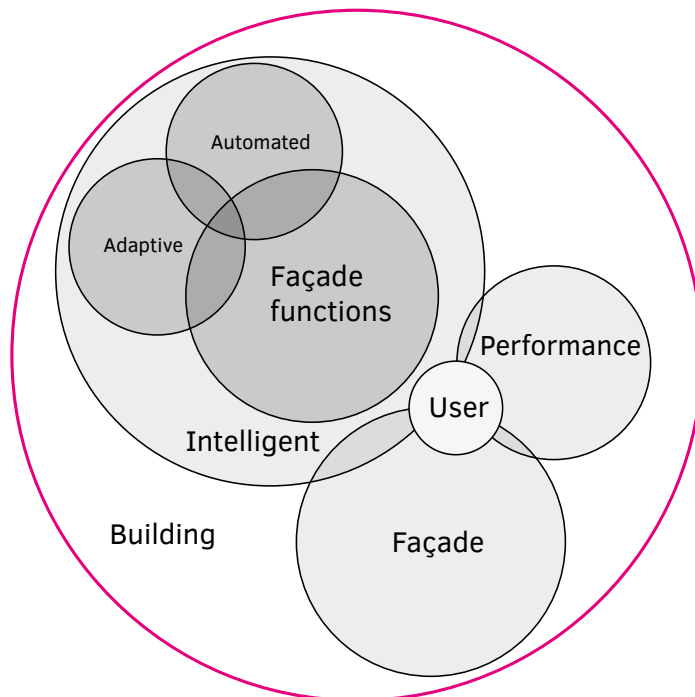 Automated
Adaptive
Façade
functions
Performance
User
Intelligent
Building
Façade